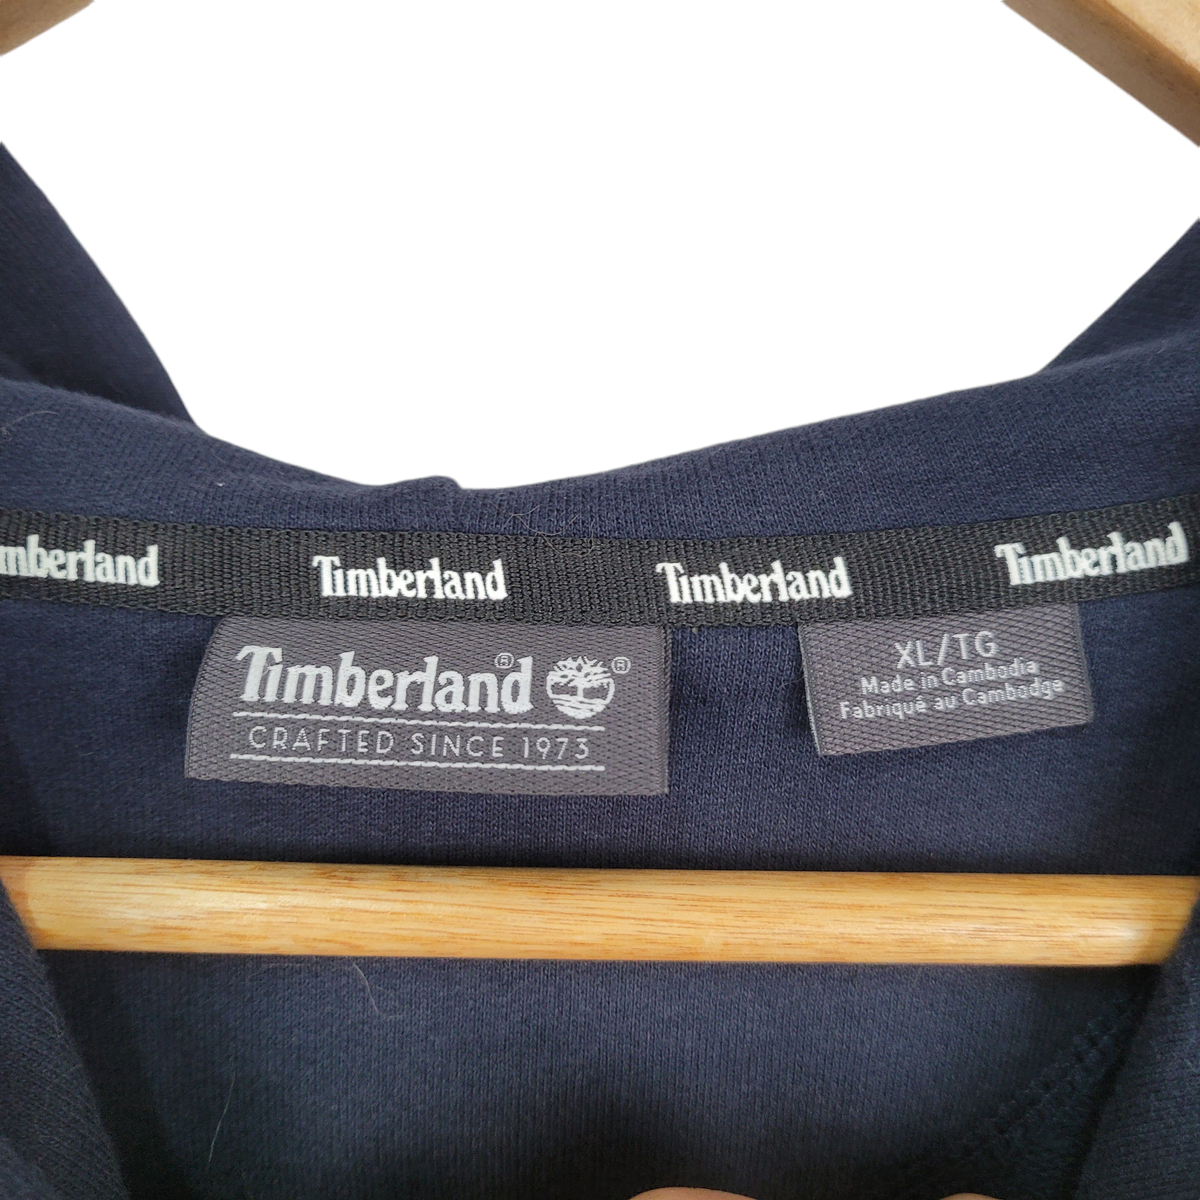 mberland Timberland Timberland Timberland
Timberland® ®
CRAFTED SINCE 1973
XL/TG
Made in Cambodia
Fabriqué au Cambodge